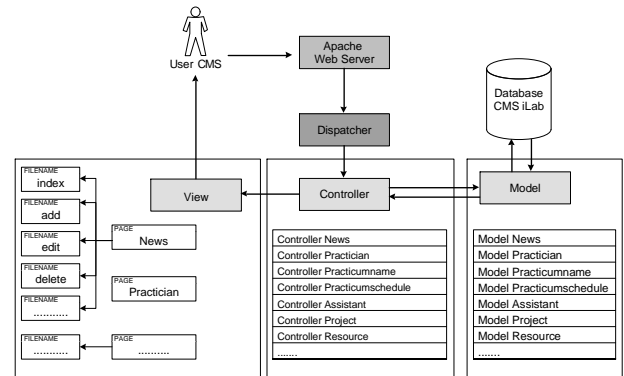 User CMS
Apache
Web Server
Database
CMS iLab
Dispatcher
View
Controller
Model
FILENAME
index
FILENAME
add
FILENAME
edit
FILENAME
delete
FILENAME
...........
FILENAME
...........
PAGE
News
PAGE
Practician
PAGE
..........
Controller News
Controller Practician
Controller Practicumname
Controller Practicumschedule
Controller Assistant
Controller Project
Controller Resource
.......
Model News
Model Practician
Model Practicumname
Model Practicumschedule
Model Assistant
Model Project
Model Resource
.......